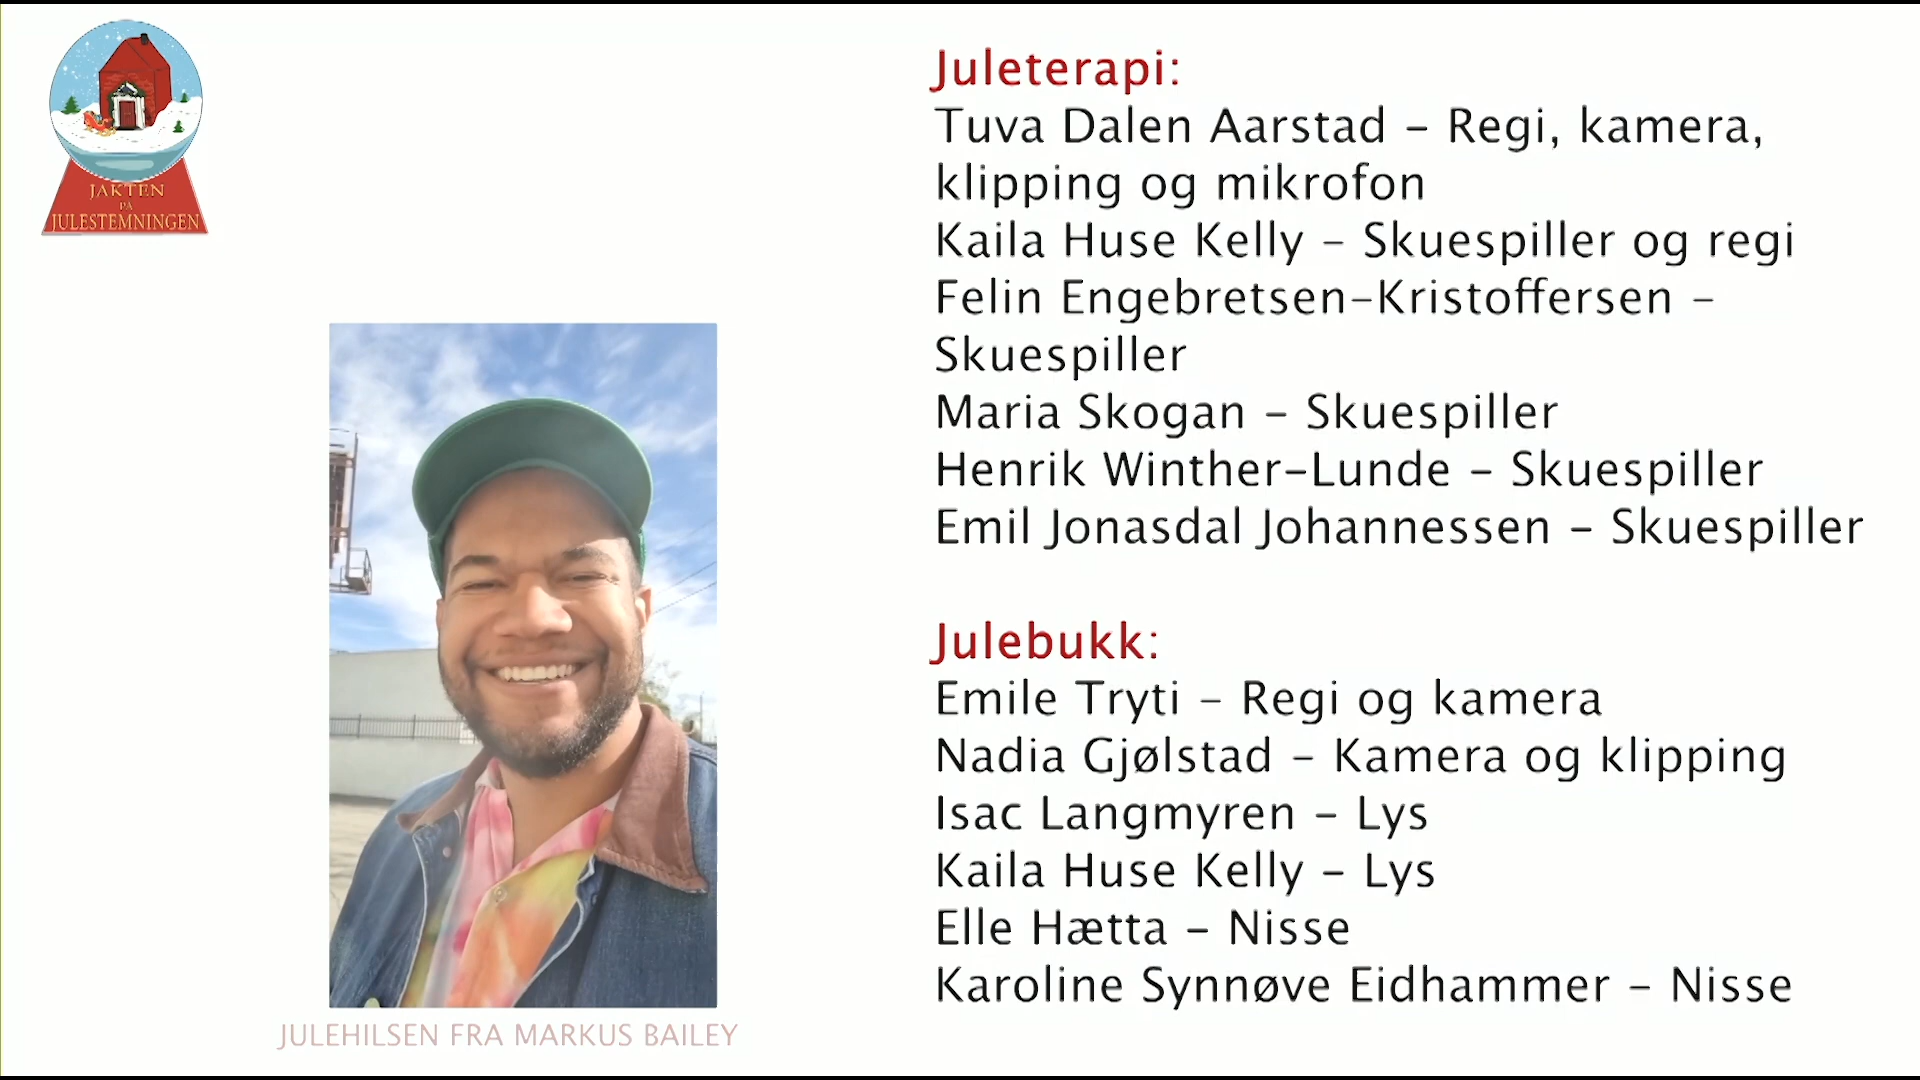 JAKTEN
PÅ
JULESTEMNINGEN
Juleterapi:
Tuva Dalen Aarstad – Regi, kamera,
klipping og mikrofon
Kaila Huse Kelly – Skuespiller og regi
Felin Engebretsen-Kristoffersen –
Skuespiller
Maria Skogan – Skuespiller
Henrik Winther-Lunde – Skuespiller
Emil Jonasdal Johannessen – Skuespiller
Julebukk:
Emile Tryti – Regi og kamera
Nadia Gjølstad – Kamera og klipping
Isac Langmyren – Lys
Kaila Huse Kelly – Lys
Elle Hætta – Nisse
Karoline Synnøve Eidhammer – Nisse
JULEHILSEN FRA MARKUS BAILEY